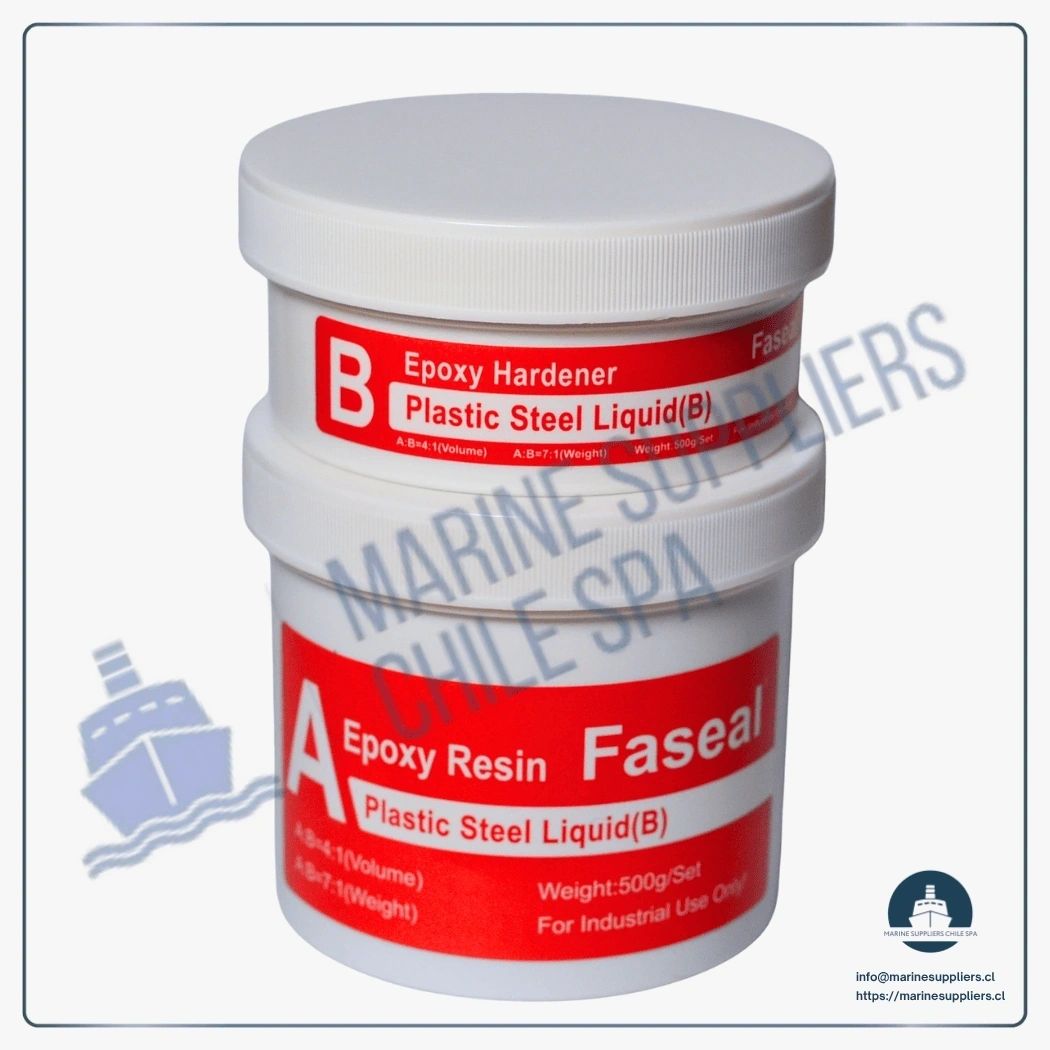 B
Epoxy Hardener
Plastic Steel Liquid(B)
A:B=4:1(Volume) A:B=7:1(Weight) Weight:500g/Set
MARINE SUPPLIERS
CHILE SPA
A
Epoxy Resin Faseal
Plastic Steel Liquid(B)
A:B=4:1(Volume)
A:B=7:1(Weight)
Weight:500g/Set
For Industrial Use Only!
MARINE SUPPLIERS CHILE SPA
info@marinesuppliers.cl
https://marinesuppliers.cl